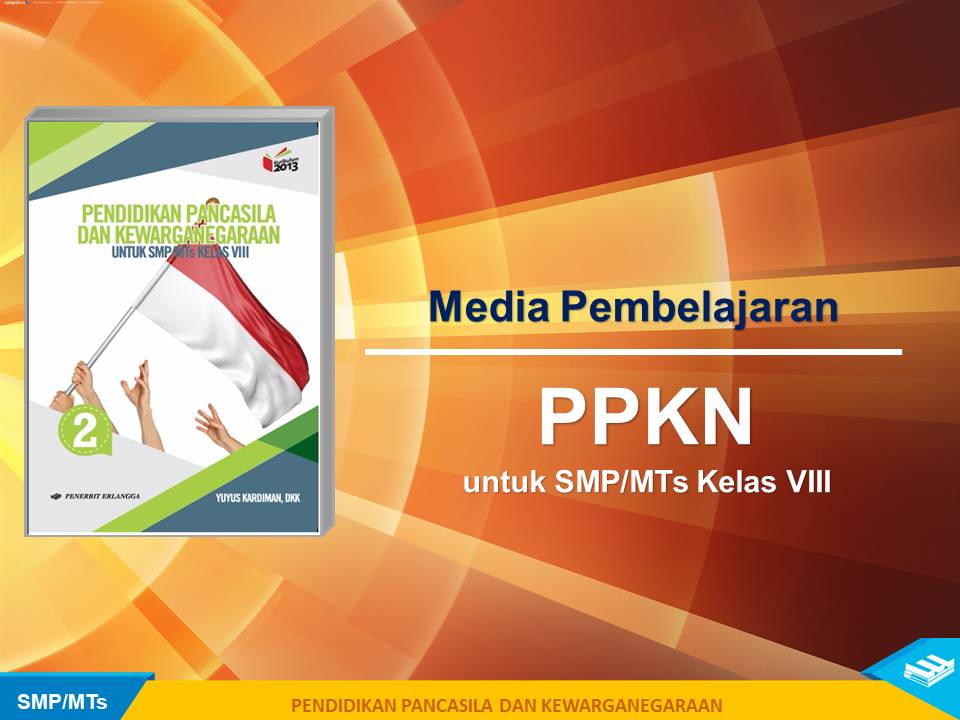 Kurikulum
2013
PENDIDIKAN PANCASILA
DAN KEWARGANEGARAAN
UNTUK SMP/MTs KELAS VIII
2
PENERBIT ERLANGGA
YUYUS KARDIMAN, DKK
Media Pembelajaran
PPKN
untuk SMP/MTs Kelas VIII
SMP/MTs
PENDIDIKAN PANCASILA DAN KEWARGANEGARAAN